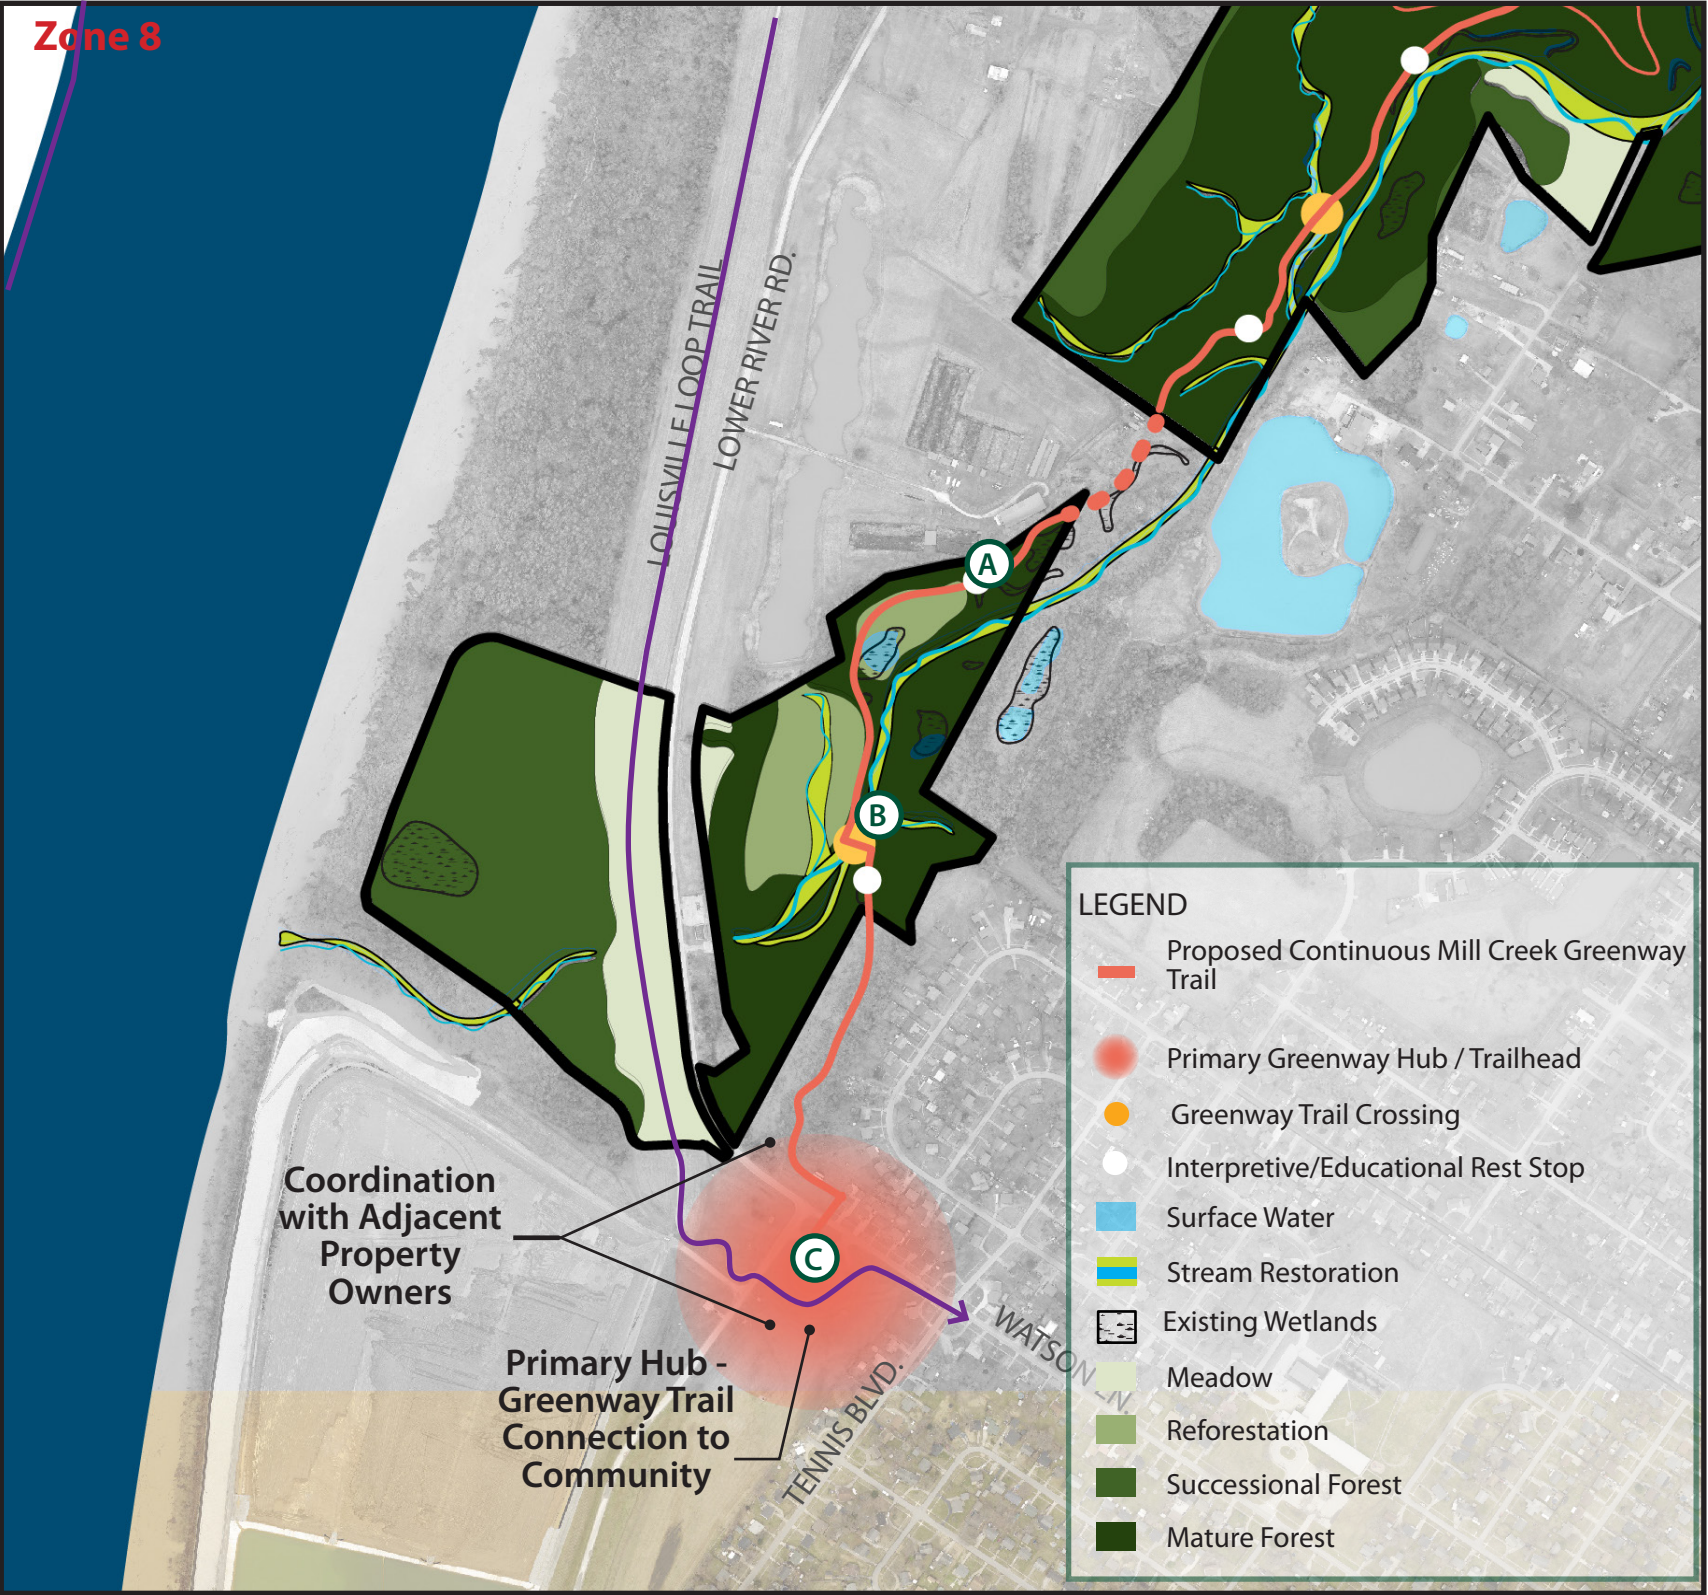 Zone 8
LOUISVILLE LOOP TRAIL
LOWER RIVER RD.
A
B
C
Coordination
with Adjacent
Property
Owners
Primary Hub -
Greenway Trail
Connection to
Community
TENNIS BLVD.
WATSON LN.
LEGEND
Proposed Continuous Mill Creek Greenway
Trail
Primary Greenway Hub / Trailhead
Greenway Trail Crossing
Interpretive/Educational Rest Stop
Surface Water
Stream Restoration
Existing Wetlands
Meadow
Reforestation
Successional Forest
Mature Forest